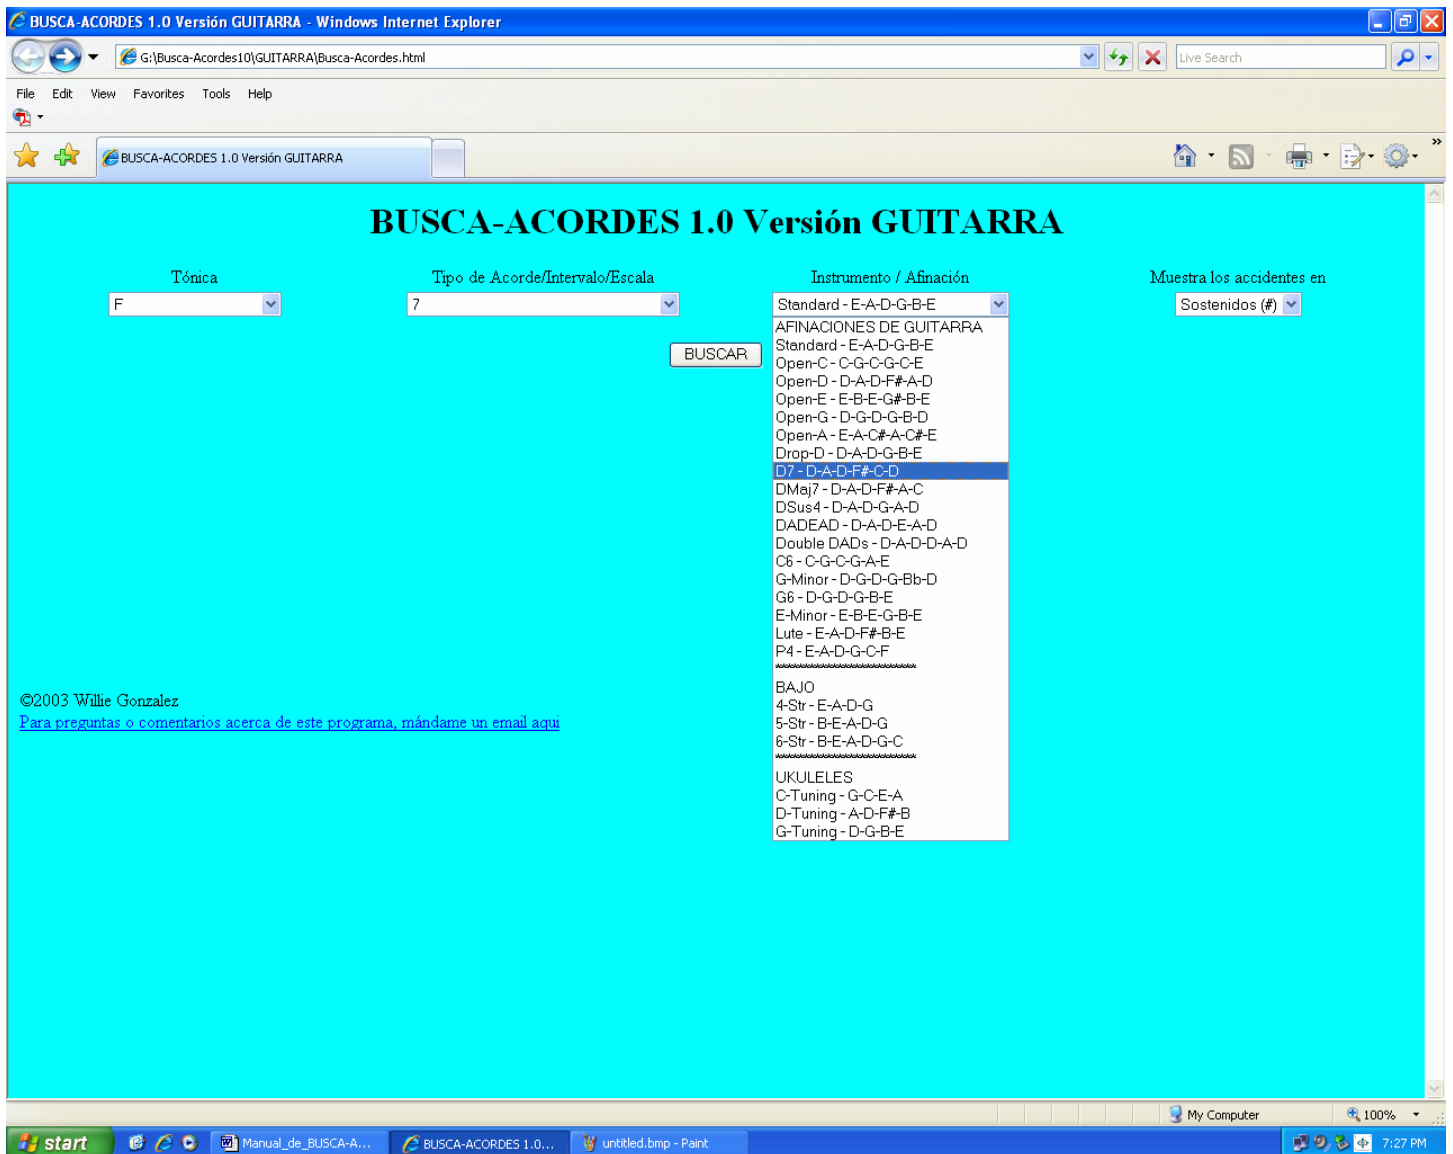 BUSCA-ACORDES 1.0 Versión GUITARRA - Windows Internet Explorer
G:\Busca-Acordes10\GUITARRA\Busca-Acordes.html
Live Search
File Edit View Favorites Tools Help
BUSCA-ACORDES 1.0 Versión GUITARRA
BUSCA-ACORDES 1.0 Versión GUITARRA
Tónica Tipo de Acorde/Intervalo/Escala Instrumento / Afinación Muestra los accidentes en
F 7 Standard - E-A-D-G-B-E Sostenidos (#)
BUSCAR
AFINACIONES DE GUITARRA
Standard - E-A-D-G-B-E
Open-C - C-G-C-G-C-E
Open-D - D-A-D-F#-A-D
Open-E - E-B-E-G#-B-E
Open-G - D-G-D-G-B-D
Open-A - E-A-C#-A-C#-E
Drop-D - D-A-D-G-B-E
D7 - D-A-D-F#-C-D
DMaj7 - D-A-D-F#-A-C
DSus4 - D-A-D-G-A-D
DADEAD - D-A-D-E-A-D
Double DADs - D-A-D-D-A-D
C6 - C-G-C-G-A-E
G-Minor - D-G-D-G-Bb-D
G6 - D-G-D-G-B-E
E-Minor - E-B-E-G-B-E
Lute - E-A-D-F#-B-E
P4 - E-A-D-G-C-F
**************************
BAJO
4-Str - E-A-D-G
5-Str - B-E-A-D-G
6-Str - B-E-A-D-G-C
**************************
UKULELES
C-Tuning - G-C-E-A
D-Tuning - A-D-F#-B
G-Tuning - D-G-B-E
©2003 Willie Gonzalez
Para preguntas o comentarios acerca de este programa, mándame un email aqui
My Computer 100%
start Manual_de_BUSCA-A... BUSCA-ACORDES 1.0... untitled.bmp - Paint 7:27 PM